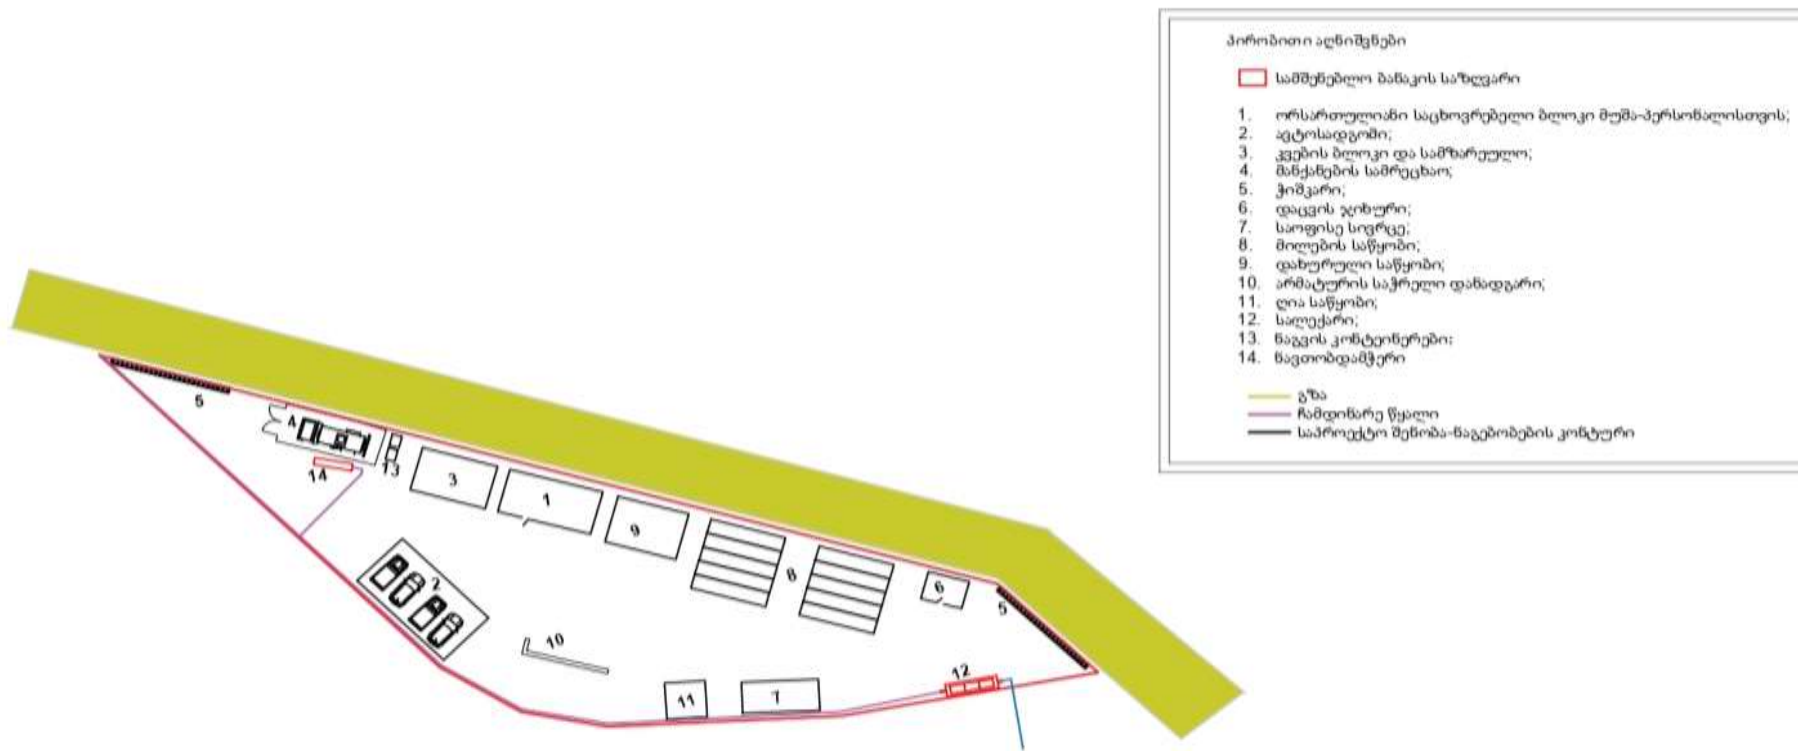 პირობითი აღნიშვნები
სამშენებლო ბანაკის საზღვარი
1. ორსართულიანი საცხოვრებელი ბლოკი მუშა-პერსონალისთვის;
2. ავტოსადგომი;
3. კვების ბლოკი და სამზარეულო;
4. მანქანების სამრეცხაო;
5. ჭიშკარი;
6. დაცვის ჯიხური;
7. საოფისე სივრცე;
8. მილების საწყობი;
9. დახურული საწყობი;
10. არმატურის საჭრელი დანადგარი;
11. ღია საწყობი;
12. სალექარი;
13. ნაგვის კონტეინერები;
14. ნავთობდამჭერი
გზა
ჩამდინარე წყალი
საპროექტო შენობა-ნაგებობების კონტური
5
4
13
14
3
1
9
8
6
5
2
10
12
11
7